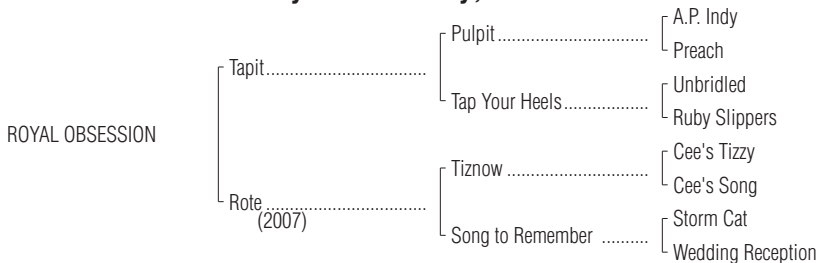 A.P. Indy
Pulpit
Preach
Tapit
Unbridled
Tap Your Heels
Ruby Slippers
ROYAL OBSESSION
Cee's Tizzy
Tiznow
Cee's Song
Rote
(2007)
Storm Cat
Song to Remember
Wedding Reception